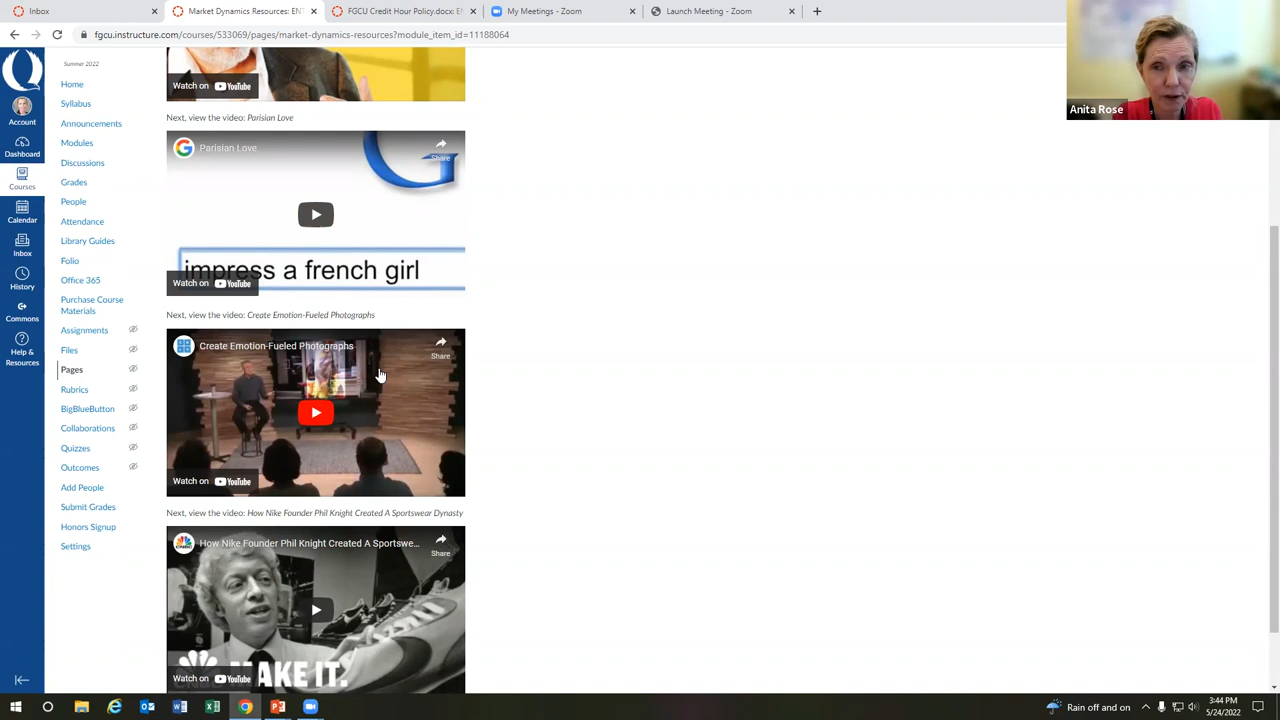 Inbox
Market Dynamics Resources: EN
FGCU Credit Hour Policy.docx: E
My Meetings - Zoom
Launch Meeting - Zoom
fgcu.instructure.com/courses/533069/pages/market-dynamics-resources?module_item_id=11188064
Anita Rose
Account
Dashboard
Courses
Calendar
Inbox
History
Commons
Help &
Resources
Summer 2022
Home
Syllabus
Announcements
Modules
Discussions
Grades
People
Attendance
Library Guides
Folio
Office 365
Purchase Course
Materials
Assignments
Files
Pages
Rubrics
BigBlueButton
Collaborations
Quizzes
Outcomes
Add People
Submit Grades
Honors Signup
Settings
Watch on YouTube
Next, view the video: Parisian Love
G Parisian Love
Share
G
impress a french girl
Watch on YouTube
Next, view the video: Create Emotion-Fueled Photographs
Create Emotion-Fueled Photographs
Share
Watch on YouTube
Next, view the video: How Nike Founder Phil Knight Created A Sportswear Dynasty
CNBC
How Nike Founder Phil Knight Created A Sportswe...
Share
MAKE IT.
Watch on YouTube
Rain off and on
3:44 PM
5/24/2022